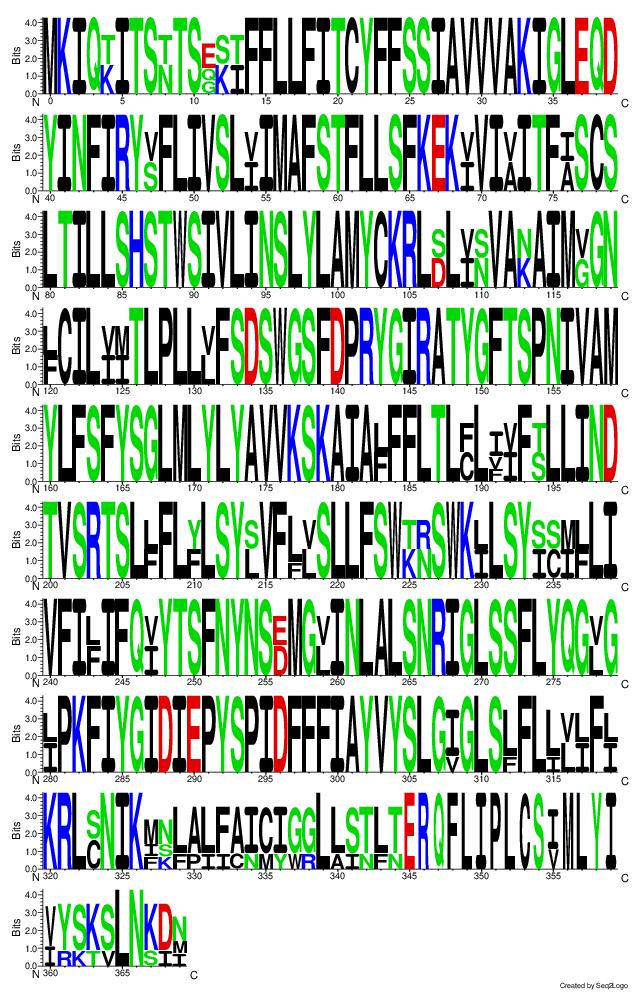 4.0 3.0 2.0 1.0 0.0 Bits
MKIQTITSTTSESTFFLLFITCYFFSSIAVVVAKIGLEQD
K N Q K I
G
N 0 5 10 15 20 25 30 35 C
4.0 3.0 2.0 1.0 0.0 Bits
YINFIRYVFLIVSLVIMAFSTFLLSFKEKVVIVITFISCS
S I I A A
N 40 45 50 55 60 65 70 75 C
4.0 3.0 2.0 1.0 0.0 Bits
LTILLSHSTWSIVLINSLYLAMYCKRLSLVSVANAIMVGN
D I N K G
N 80 85 90 95 100 105 110 115 C
4.0 3.0 2.0 1.0 0.0 Bits
LCILVMTLPLLVFSDSWGSFDPRYGIRATYGFTSPNIVAM
F I I L
N 120 125 130 135 140 145 150 155 C
4.0 3.0 2.0 1.0 0.0 Bits
YLFSFYSGLMLYLYAVVKSKAIALFFLTLFLIVFTLLIND
F C V I S
F
N 160 165 170 175 180 185 190 195 C
4.0 3.0 2.0 1.0 0.0 Bits
TVSRTSLLFLYLSYSVFLVSLLFSWTRSWKLLSYSSMLLI
F F L F L K N I I C I F
N 200 205 210 215 220 225 230 235 C
4.0 3.0 2.0 1.0 0.0 Bits
VFILIFQVYTSFNYNSEMGVINLALSNRIGLSSFLYQGVG
F I D I L
N 240 245 250 255 260 265 270 275 C
4.0 3.0 2.0 1.0 0.0 Bits
LPKFIYGIDIEPYSPIDFFFIAYVYSLGIGLSLFLLVLFL
I V F I L I I
N 280 285 290 295 300 305 310 315 C
4.0 3.0 2.0 1.0 0.0 Bits
KRLSNIKMNLALFAICIGGLLSTLTERQFLIPLCSIMLYI
C I S F P I I C N M Y W R L A I N F N V
F K
N 320 325 330 335 340 345 350 355 C
4.0 3.0 2.0 1.0 0.0 Bits
VYSKSLNKDN
I R K T V S I M
I
N 360 365 C
Created by Seq2Logo